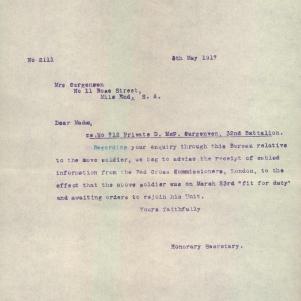 No 2111
8th May 1917
Mrs Curgenven
No 11 Rose Street,
Mile End, S. A.
Dear Madam,
re.No 712 Private D. McP. Curgenven, 32nd Battalion.
Regarding your enquiry through this Bureau relative
to the above soldier, we beg to advise the receipt of cabled
information from the Red Cross Commissioners, London, to
the effect that the above soldier was on March 23rd "fit for duty"
and awaiting orders to rejoin his Unit.
Yours faithfully
Honorary Secretary.